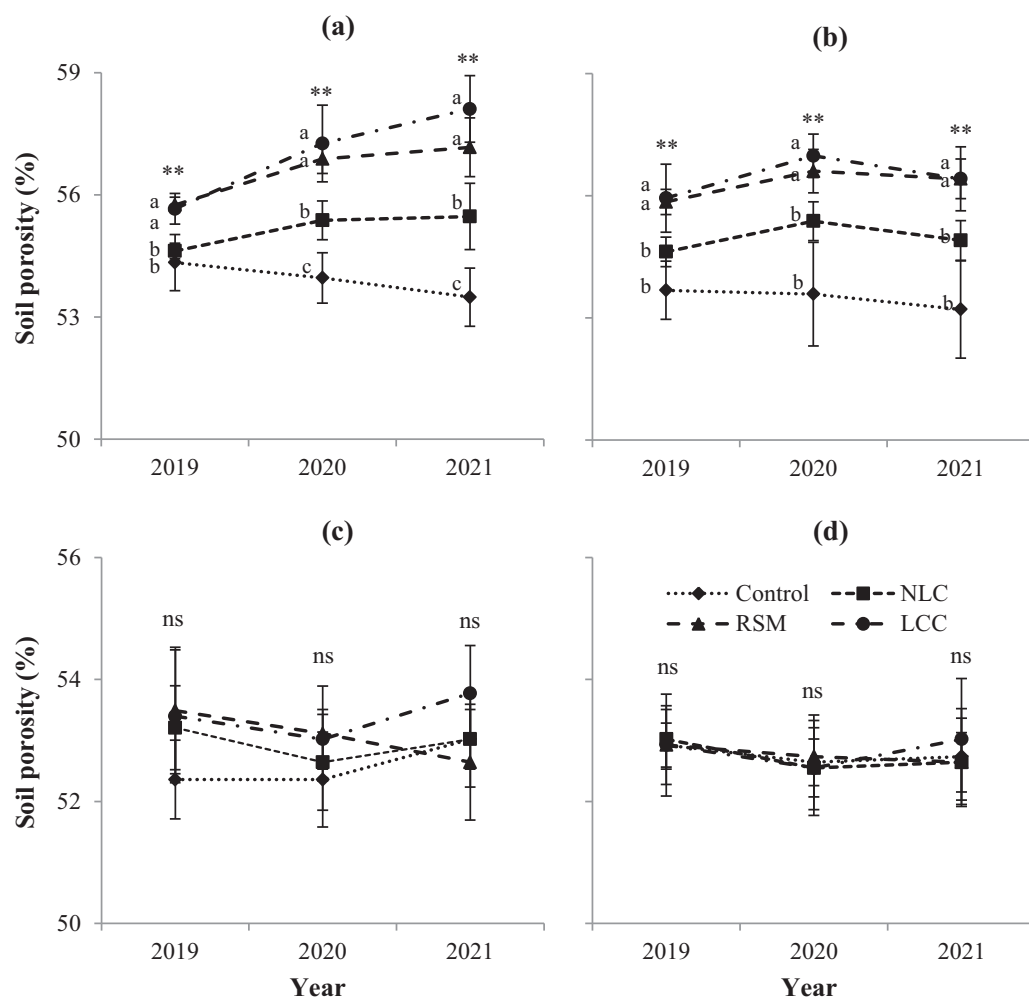 (a)
Soil porosity (%)
59
56
53
50
**
**
**
a
a
b
b
a
a
b
c
a
a
b
c
2019
2020
2021
(b)
**
**
**
a
a
b
b
a
a
b
b
a
a
b
b
2019
2020
2021
(c)
Soil porosity (%)
56
54
52
50
ns
ns
ns
2019
2020
2021
Year
(d)
Control
NLC
RSM
LCC
ns
ns
ns
2019
2020
2021
Year